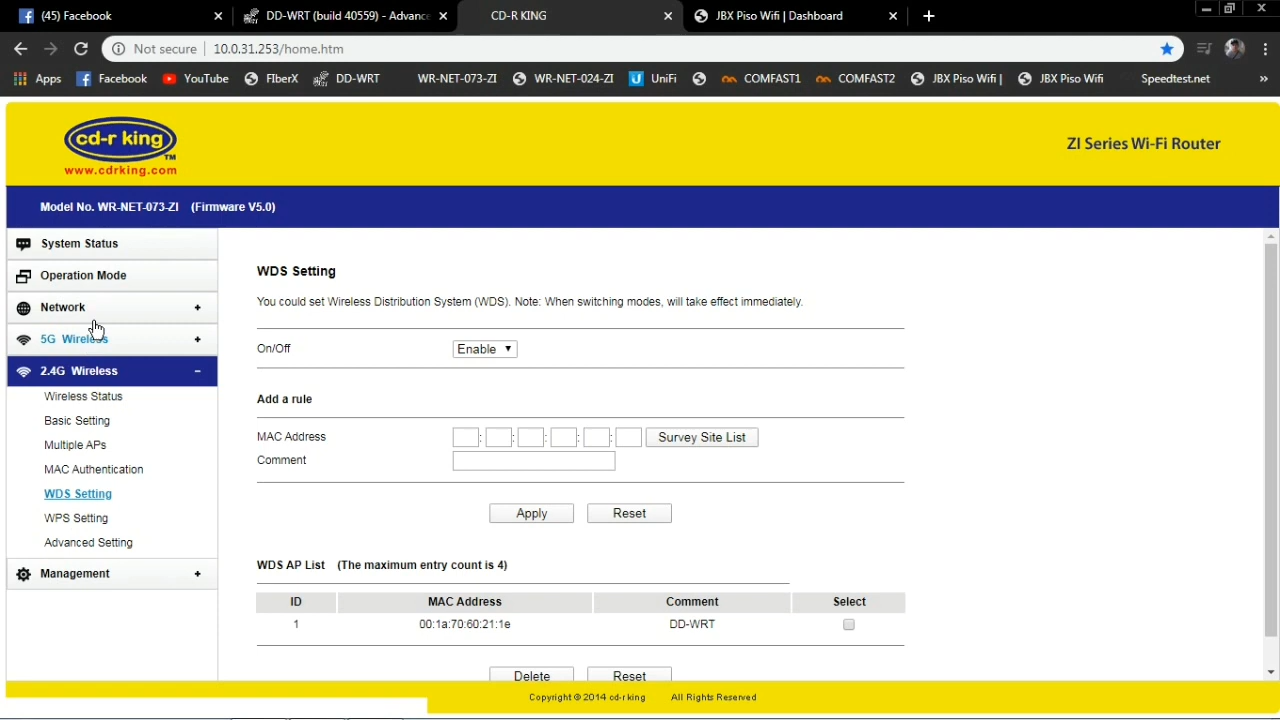 (45) Facebook
DD-WRT (build 40559) - Advance
CD-R KING
JBX Piso Wifi | Dashboard
Not secure | 10.0.31.253/home.htm
Apps Facebook YouTube FIberX DD-WRT WR-NET-073-ZI WR-NET-024-ZI UniFi COMFAST1 COMFAST2 JBX Piso Wifi | JBX Piso Wifi Speedtest.net »
cd-r king
TM
www.cdrking.com
ZI Series Wi-Fi Router
Model No. WR-NET-073-ZI (Firmware V5.0)
System Status
Operation Mode
Network +
5G Wireless +
2.4G Wireless -
Wireless Status
Basic Setting
Multiple APs
MAC Authentication
WDS Setting
WPS Setting
Advanced Setting
Management +
WDS Setting
You could set Wireless Distribution System (WDS). Note: When switching modes, will take effect immediately.
On/Off Enable
Add a rule
MAC Address : : : : : Survey Site List
Comment
Apply Reset
WDS AP List (The maximum entry count is 4)
ID MAC Address Comment Select
1 00:1a:70:60:21:1e DD-WRT
Delete Reset
Copyright © 2014 cd-r king All Rights Reserved